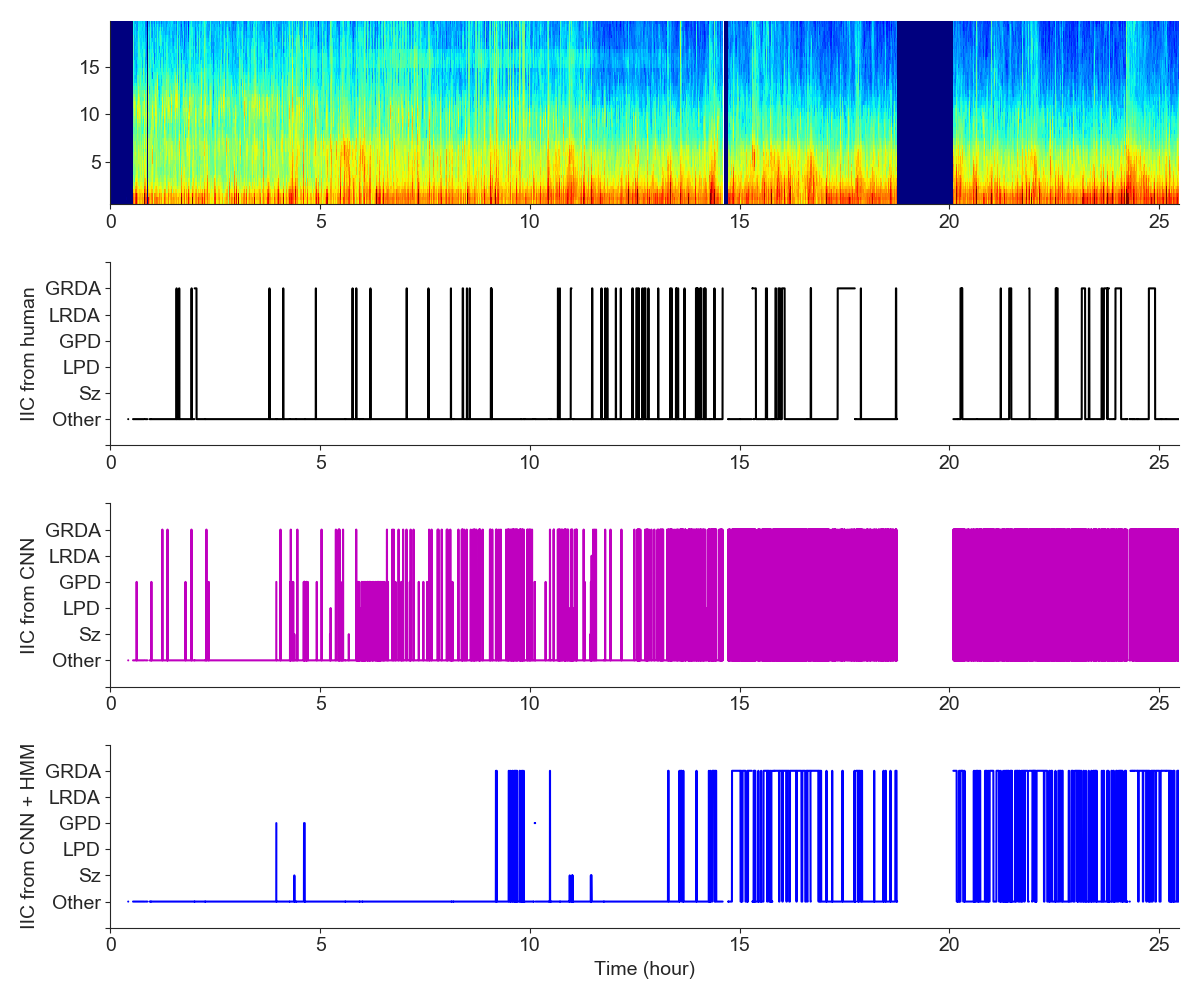 15
10
5
0 5 10 15 20 25
IIC from human
GRDA
LRDA
GPD
LPD
Sz
Other
0 5 10 15 20 25
IIC from CNN
GRDA
LRDA
GPD
LPD
Sz
Other
0 5 10 15 20 25
IIC from CNN + HMM
GRDA
LRDA
GPD
LPD
Sz
Other
0 5 10 15 20 25
Time (hour)